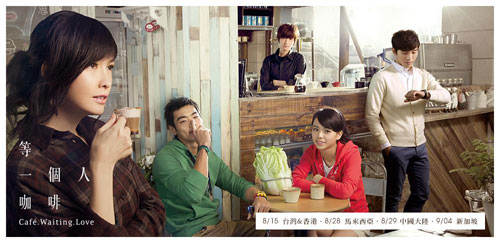 等
一個人
咖啡
Café.Waiting.Love
8/15 台灣&香港・8/28 馬來西亞・8/29 中國大陸・9/04 新加坡